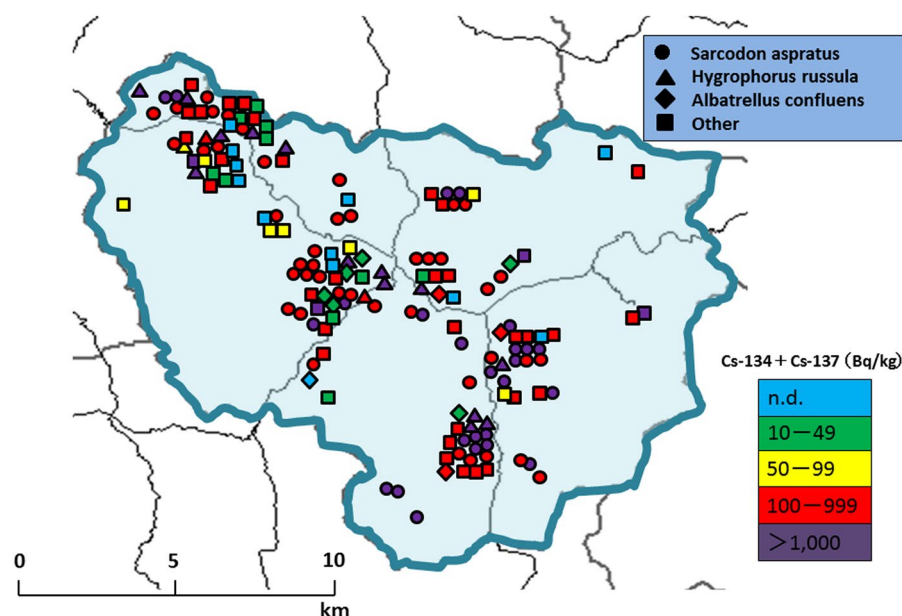 Sarcodon aspratus
Hygrophorus russula
Albatrellus confluens
Other
Cs-134＋Cs-137（Bq/kg）
n.d.
10－49
50－99
100－999
＞1,000
0 5 10
km